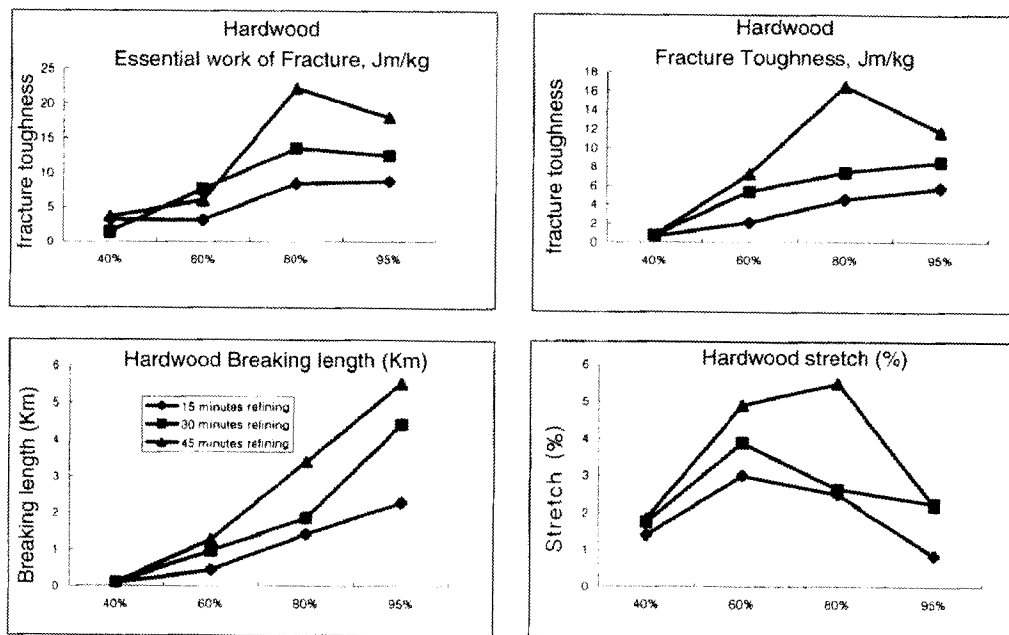 Hardwood
Essential work of Fracture, Jm/kg
fracture toughness
25
20
15
10
5
0
40% 60% 80% 95%
Hardwood
Fracture Toughness, Jm/kg
fracture toughness
18
16
14
12
10
8
6
4
2
0
40% 60% 80% 95%
Hardwood Breaking length (Km)
Breaking length (Km)
6
5
4
3
2
1
0
15 minutes refining
30 minutes refining
45 minutes refining
40% 60% 80% 95%
Hardwood stretch (%)
Stretch (%)
6
5
4
3
2
1
0
40% 60% 80% 95%